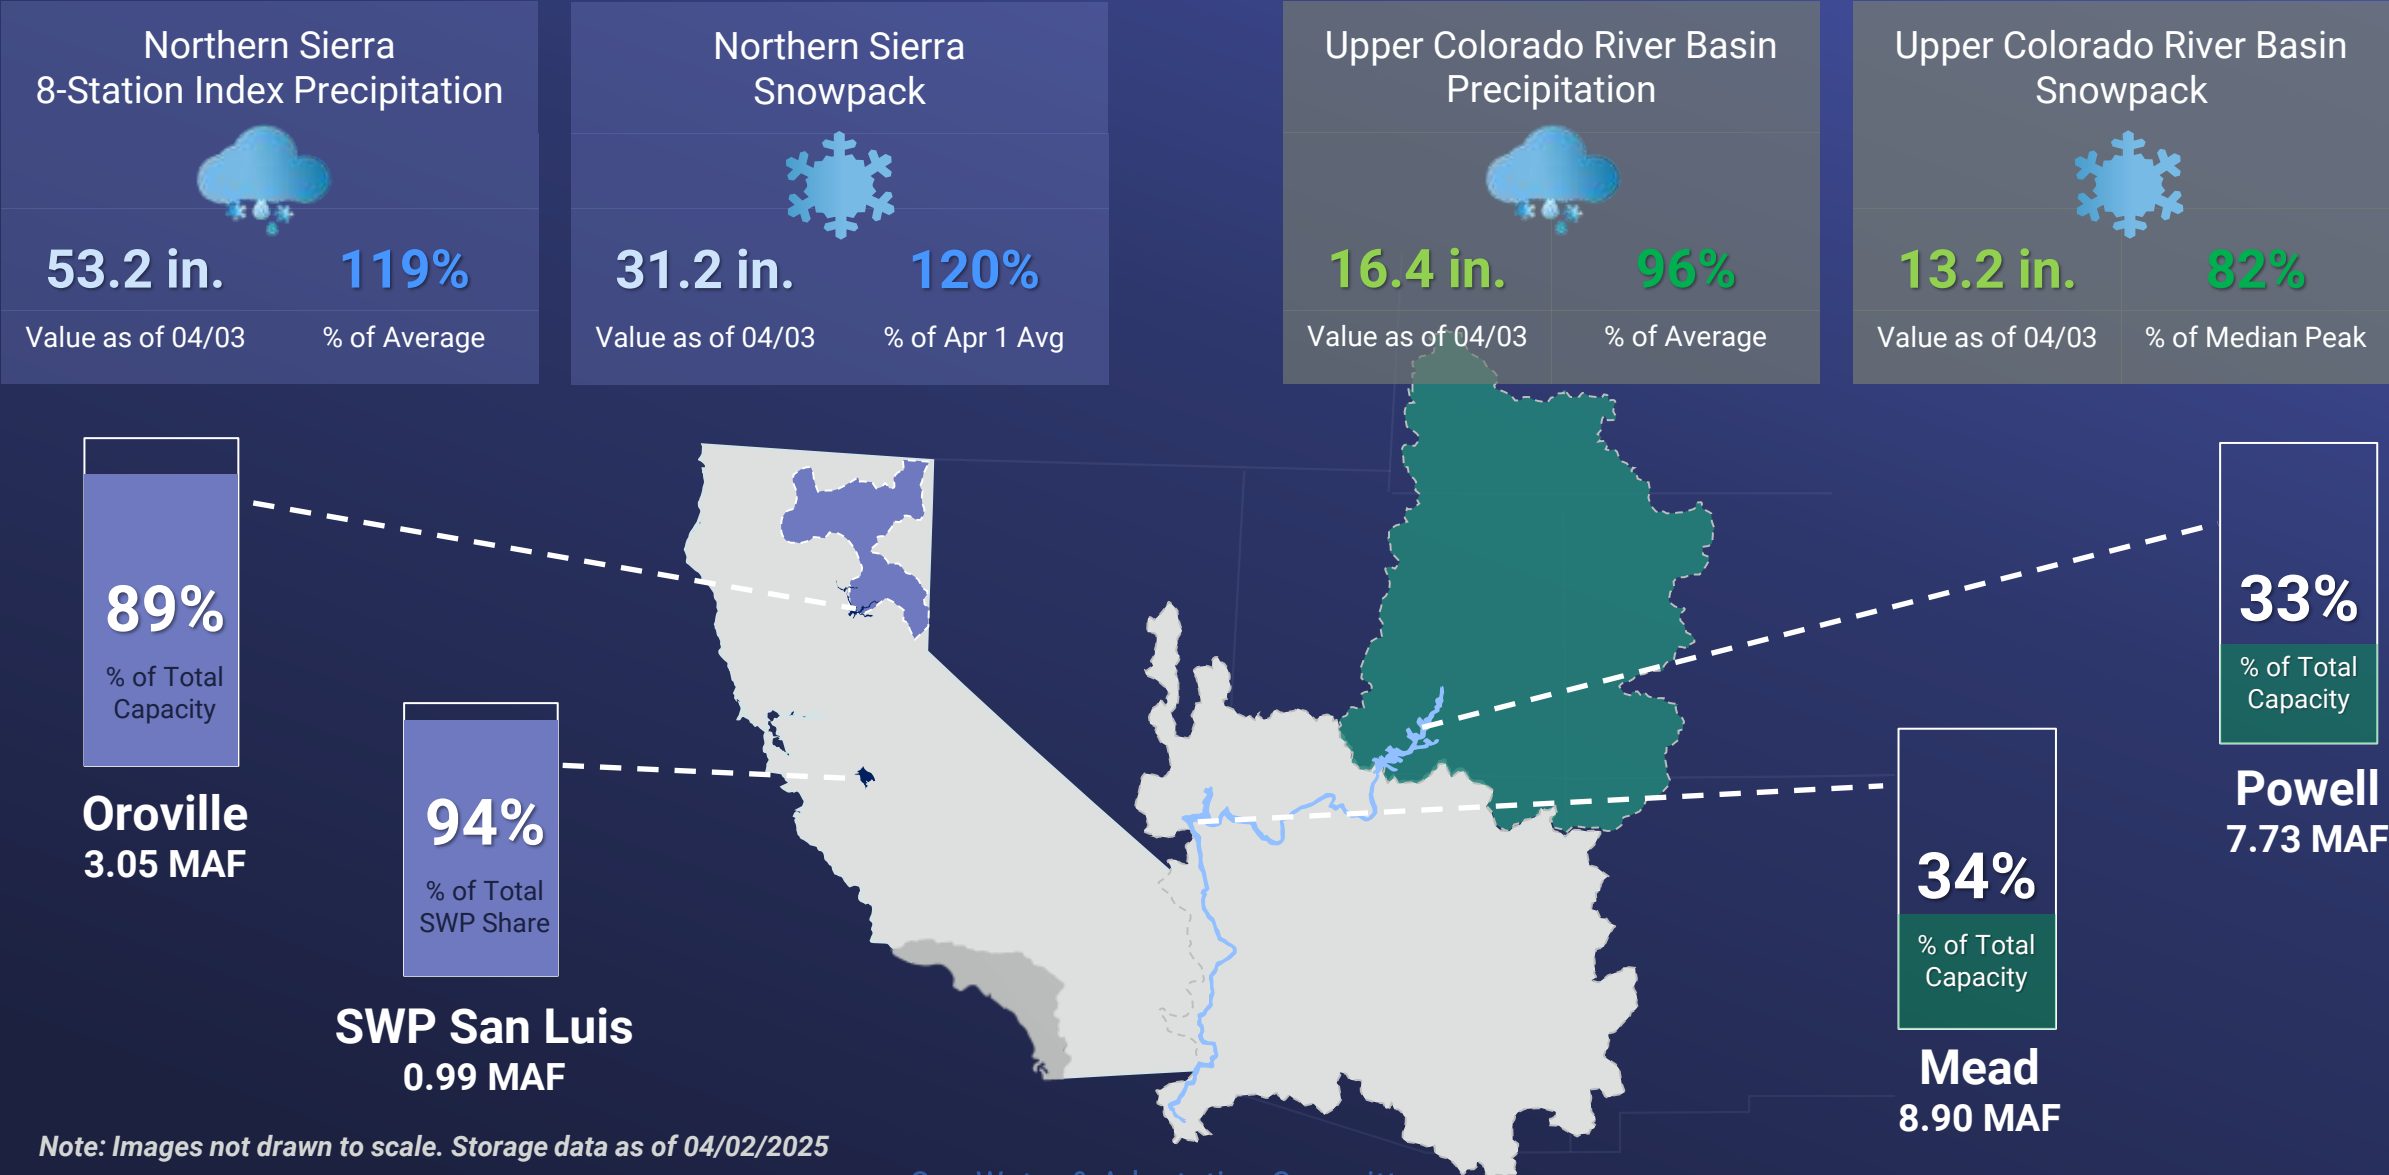 Northern Sierra
8-Station Index Precipitation
53.2 in.
119%
Value as of 04/03
% of Average
Northern Sierra
Snowpack
31.2 in.
120%
Value as of 04/03
% of Apr 1 Avg
Upper Colorado River Basin
Precipitation
16.4 in.
96%
Value as of 04/03
% of Average
Upper Colorado River Basin
Snowpack
13.2 in.
82%
Value as of 04/03
% of Median Peak
89%
% of Total
Capacity
Oroville
3.05 MAF
94%
% of Total
SWP Share
SWP San Luis
0.99 MAF
33%
% of Total
Capacity
Powell
7.73 MAF
34%
% of Total
Capacity
Mead
8.90 MAF
Note: Images not drawn to scale. Storage data as of 04/02/2025